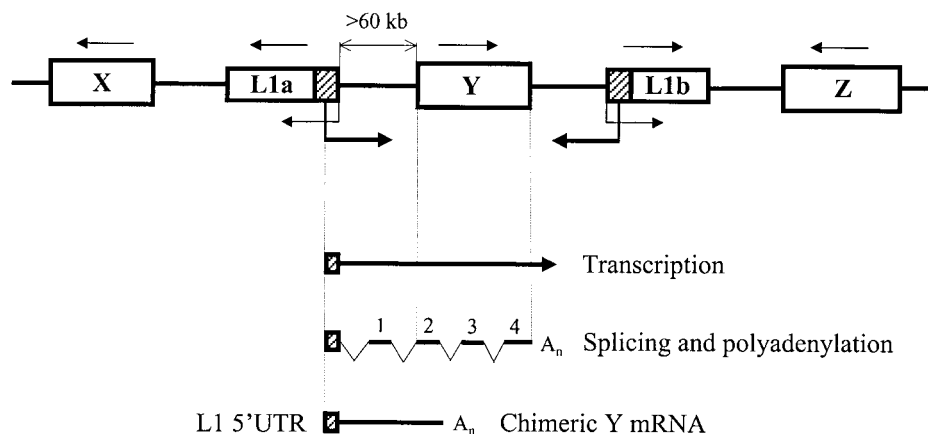 >60 kb
X L1a Y L1b Z
Transcription
1 2 3 4
Aₙ Splicing and polyadenylation
L1 5'UTR Aₙ Chimeric Y mRNA